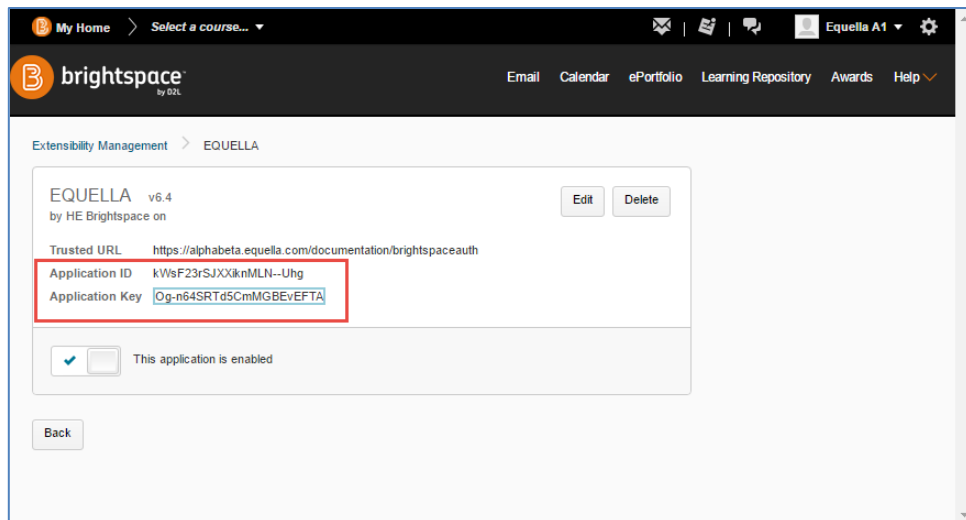 My Home Select a course... Equella A1
brightspace Email Calendar ePortfolio Learning Repository Awards Help
by D2L
Extensibility Management EQUELLA
EQUELLA v6.4 Edit Delete
by HE Brightspace on
Trusted URL https://alphabeta.equella.com/documentation/brightspaceauth
Application ID kWsF23rSJXXiknMLN--Uhg
Application Key Og-n64SRTd5CmMGBEvEFTA
This application is enabled
Back